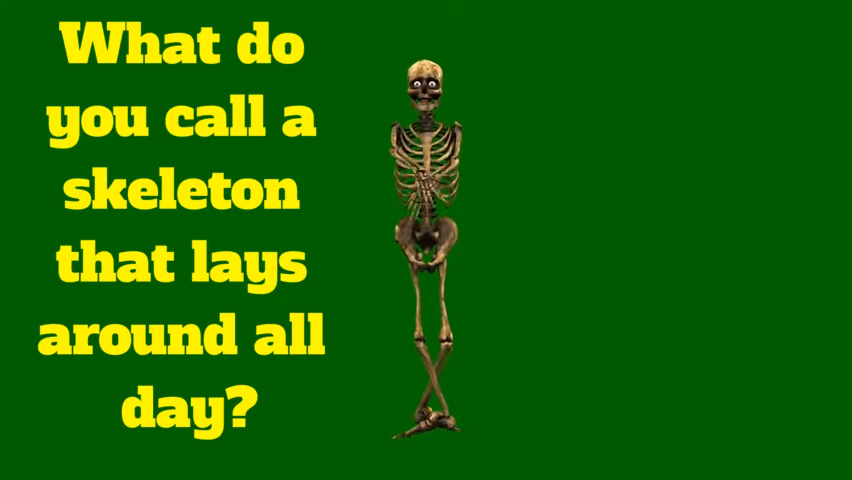 What do
you call a
skeleton
that lays
around all
day?